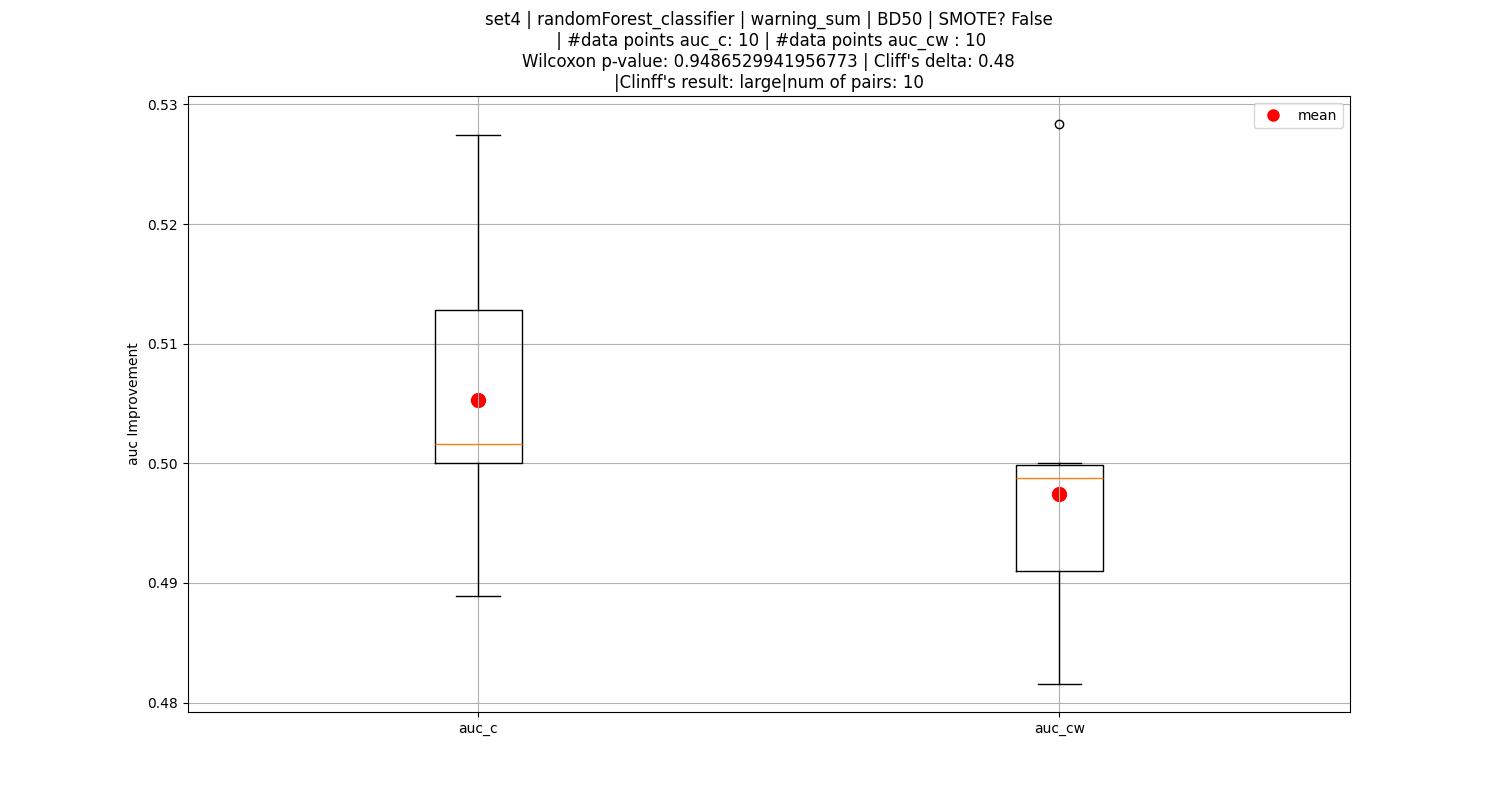 set4 | randomForest_classifier | warning_sum | BD50 | SMOTE? False
| #data points auc_c: 10 | #data points auc_cw : 10
Wilcoxon p-value: 0.9486529941956773 | Cliff's delta: 0.48
|Clinff's result: large|num of pairs: 10
mean
auc Improvement
0.53
0.52
0.51
0.50
0.49
0.48
auc_c
auc_cw